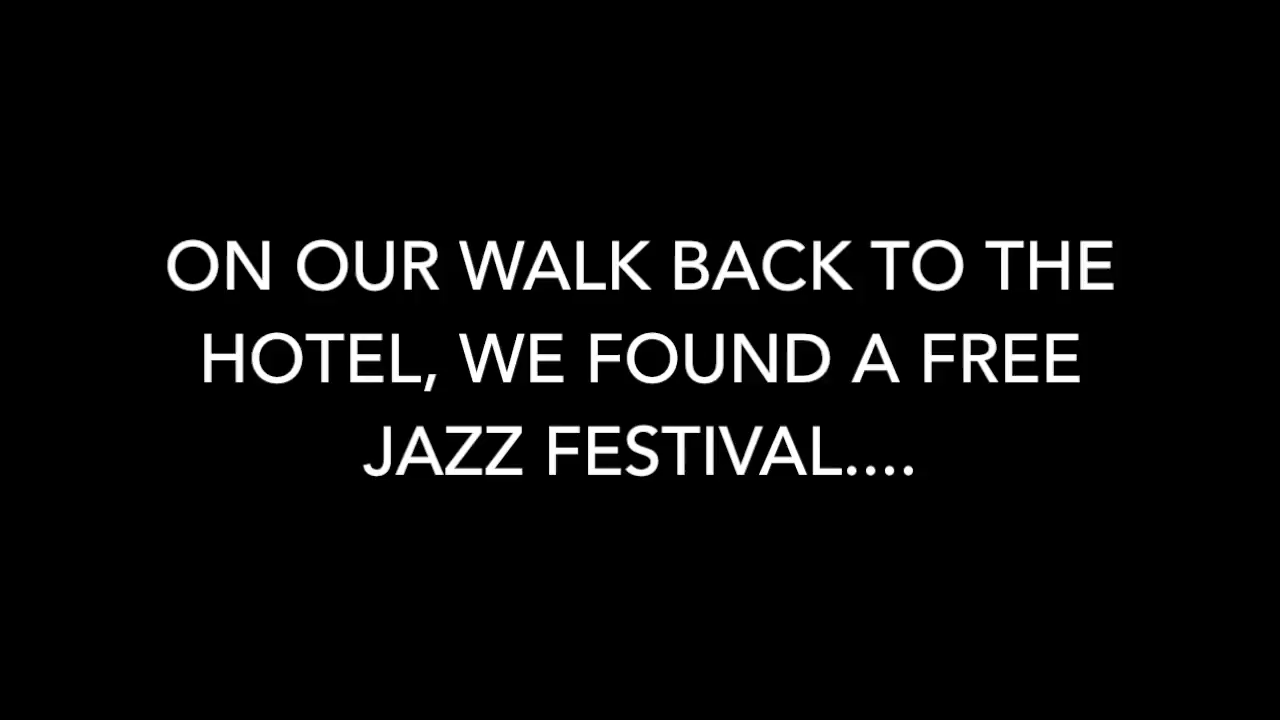 ON OUR WALK BACK TO THE
HOTEL, WE FOUND A FREE
JAZZ FESTIVAL....